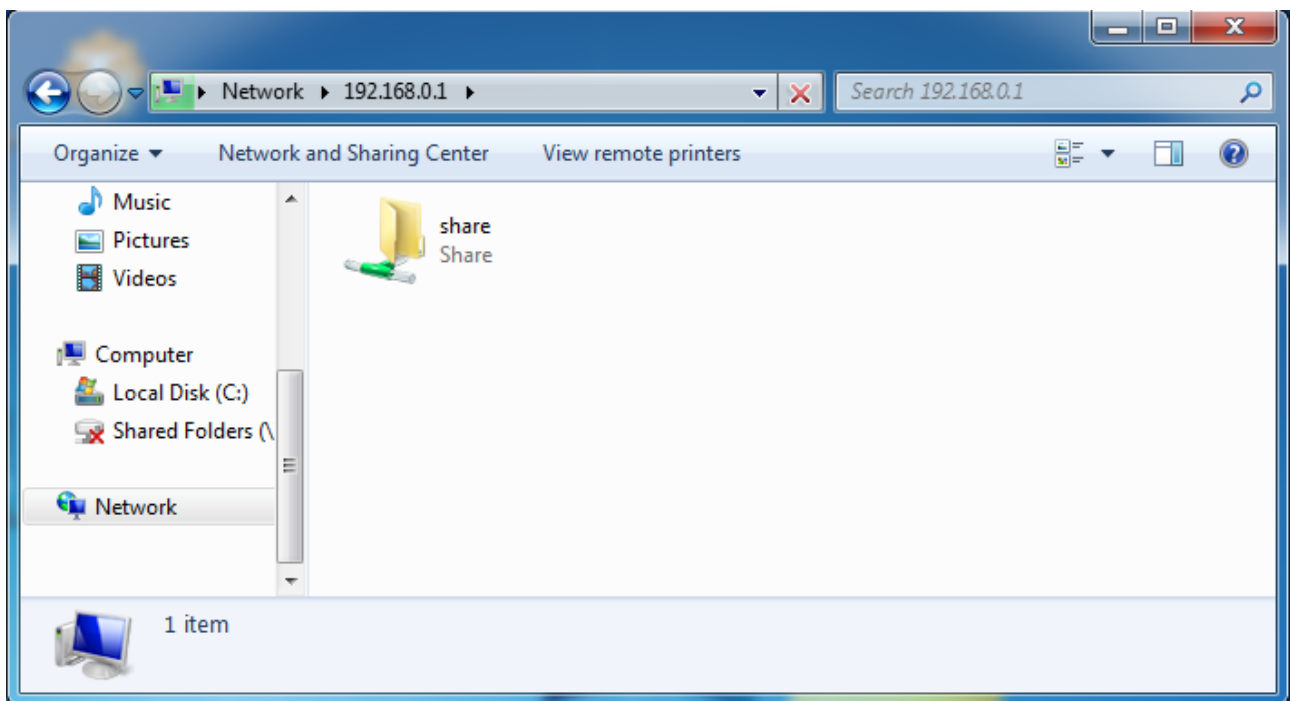 Network 192.168.0.1
Search 192.168.0.1
Organize Network and Sharing Center View remote printers
Music
Pictures
Videos
Computer
Local Disk (C:)
Shared Folders (\
Network
share
Share
1 item